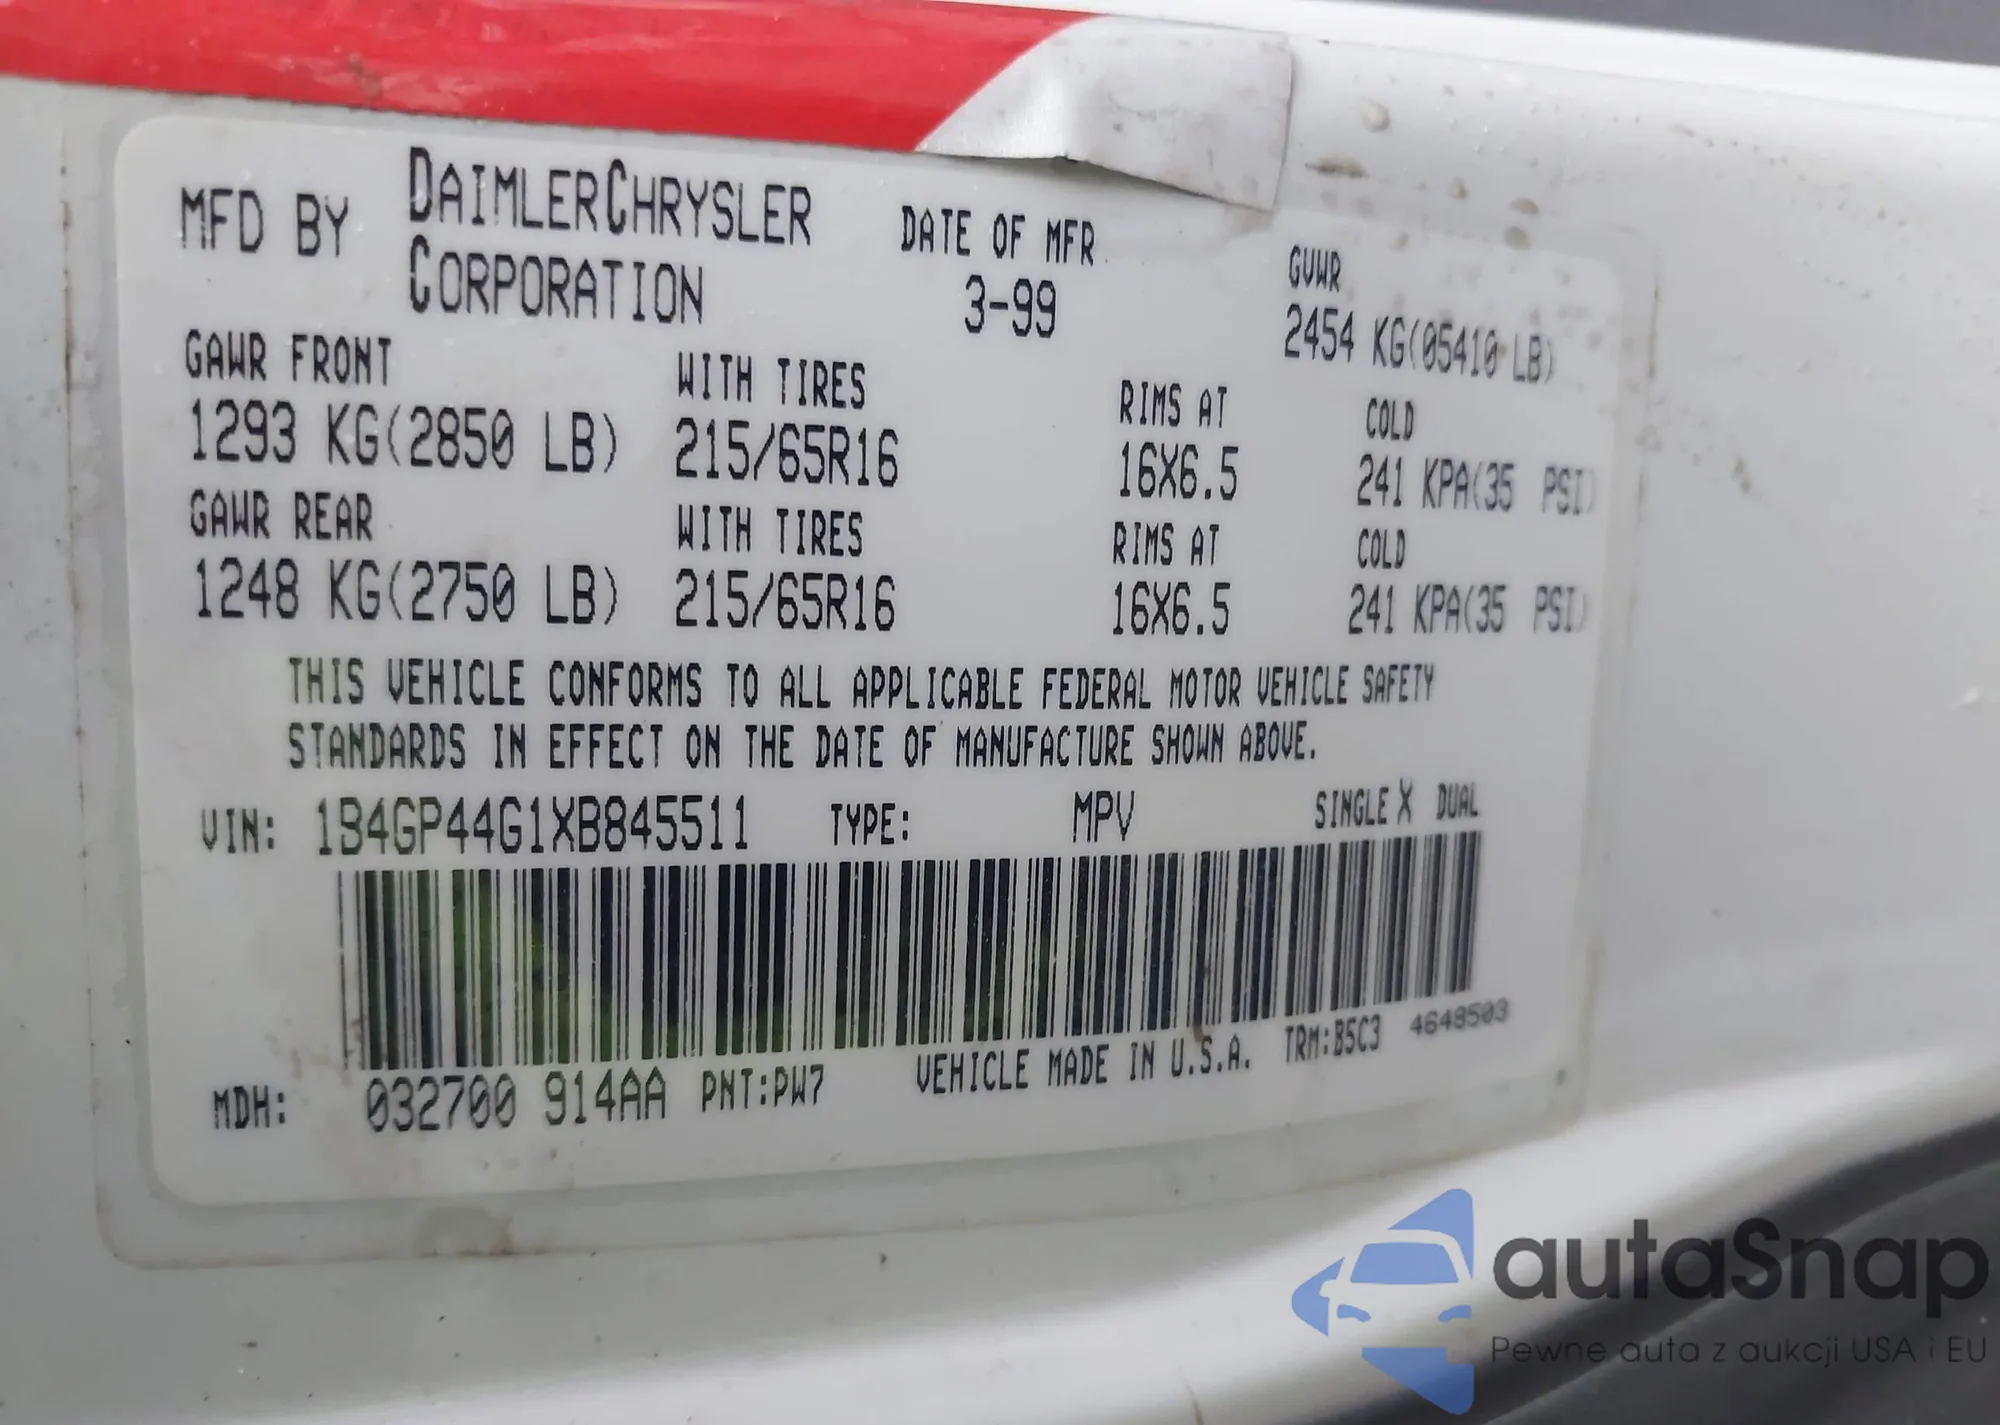 MFD BY DAIMLERCHRYSLER CORPORATION DATE OF MFR 3-99 GVWR 2454 KG(05410 LB)
GAWR FRONT WITH TIRES RIMS AT COLD
1293 KG(2850 LB) 215/65R16 16X6.5 241 KPA(35 PSI)
GAWR REAR WITH TIRES RIMS AT COLD
1248 KG(2750 LB) 215/65R16 16X6.5 241 KPA(35 PSI)
THIS VEHICLE CONFORMS TO ALL APPLICABLE FEDERAL MOTOR VEHICLE SAFETY
STANDARDS IN EFFECT ON THE DATE OF MANUFACTURE SHOWN ABOVE.
VIN: 1B4GP44G1XB845511 TYPE: MPV SINGLE X DUAL
MDH: 032700 914AA PNT:PW7 VEHICLE MADE IN U.S.A. TRM:B5C3 4648503
autaSnap
Pewne auta z aukcji USA i EU